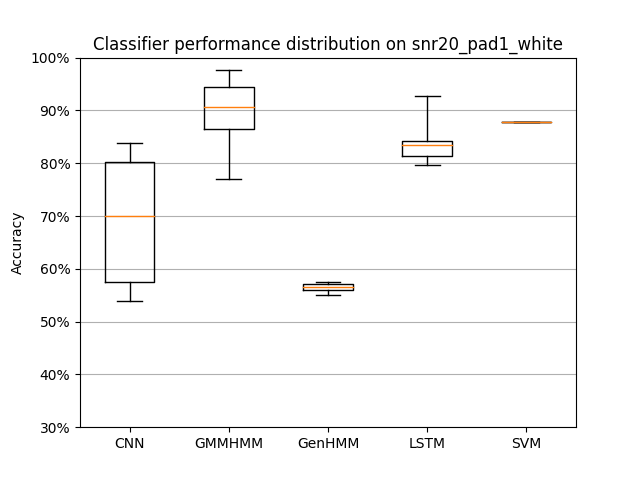 Classifier performance distribution on snr20_pad1_white
100%
90%
80%
70%
60%
50%
40%
30%
Accuracy
CNN GMMHMM GenHMM LSTM SVM